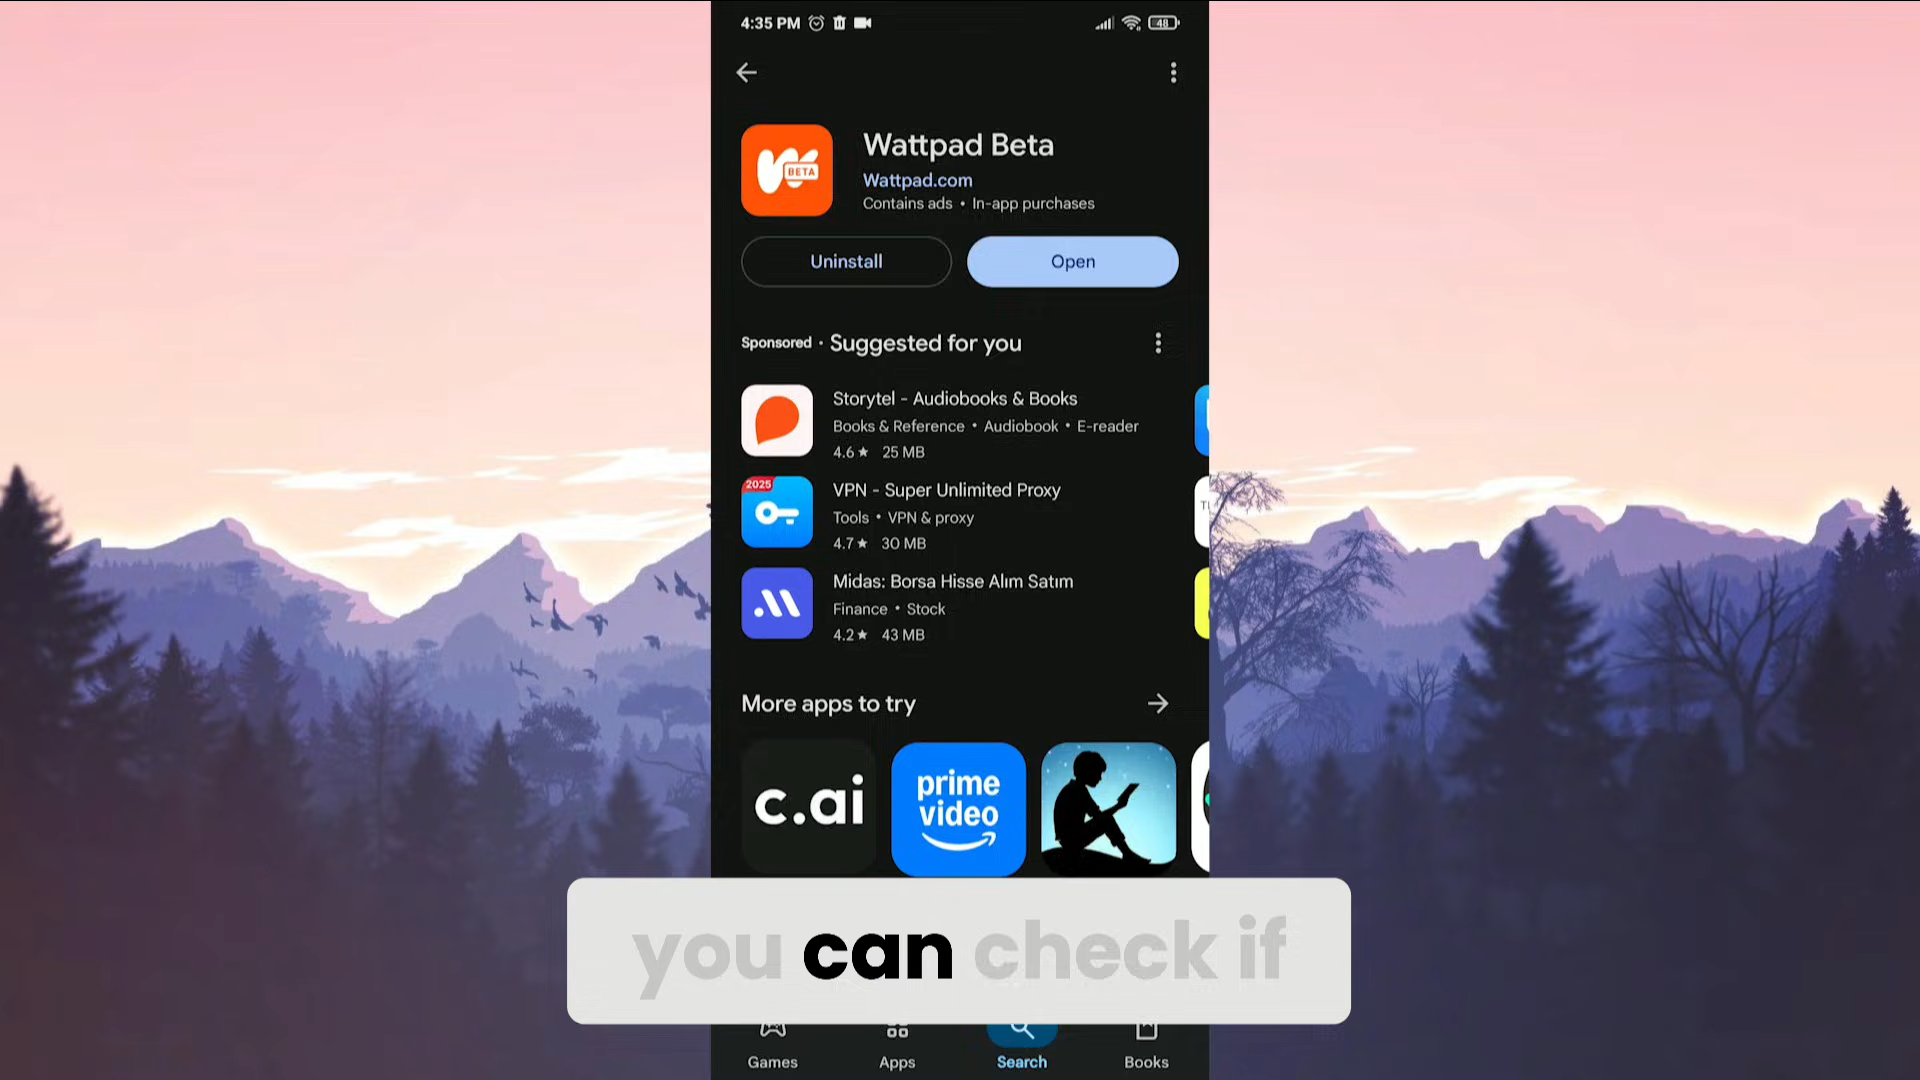 4:35 PM
48
Wattpad Beta
BETA
Wattpad.com
Contains ads • In-app purchases
Uninstall
Open
Sponsored • Suggested for you
Storytel - Audiobooks & Books
Books & Reference • Audiobook • E-reader
4.6★ 25 MB
2025
VPN - Super Unlimited Proxy
Tools • VPN & proxy
4.7★ 30 MB
Midas: Borsa Hisse Alım Satım
Finance • Stock
4.2★ 43 MB
More apps to try
c.ai
prime
video
you can check if
Games
Apps
Search
Books